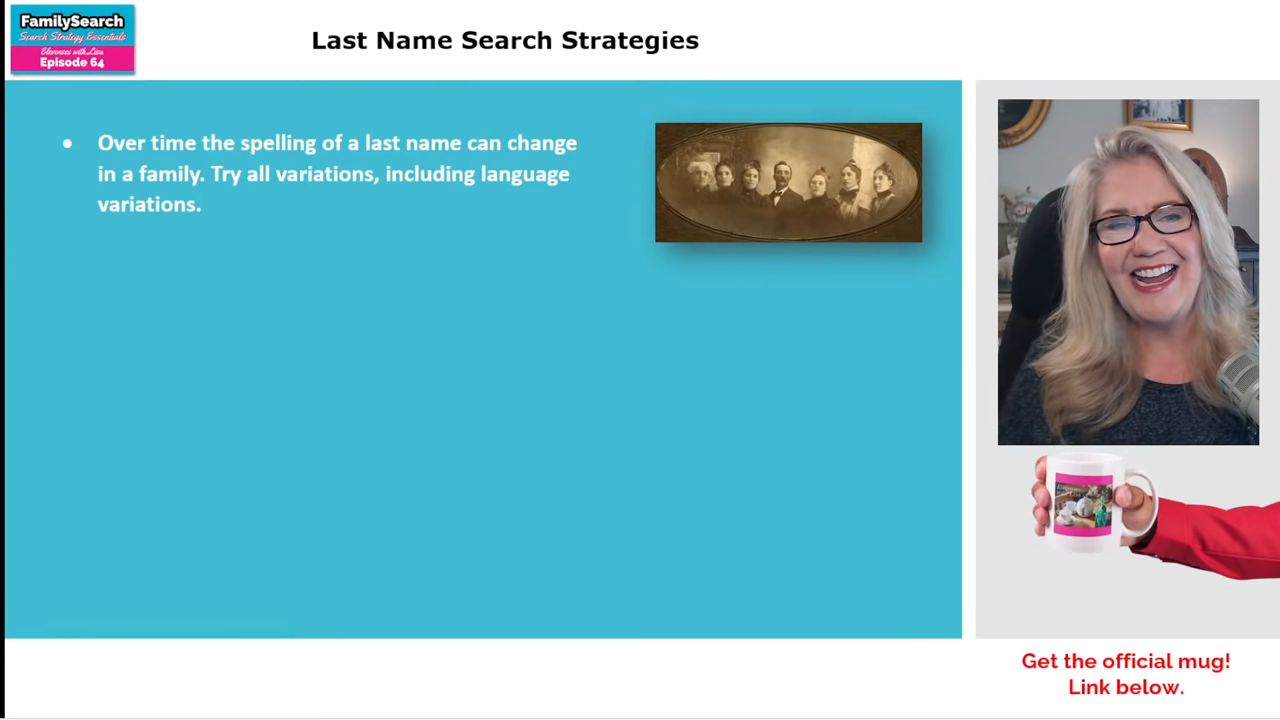 FamilySearch
Search Strategy Essentials
Elevenses with Lisa
Episode 64
Last Name Search Strategies
• Over time the spelling of a last name can change
in a family. Try all variations, including language
variations.
Get the official mug!
Link below.